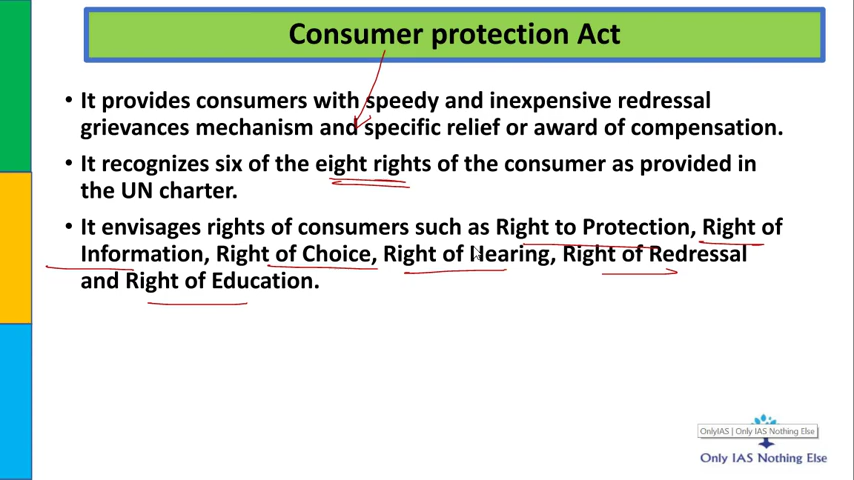 Consumer protection Act
• It provides consumers with speedy and inexpensive redressal
grievances mechanism and specific relief or award of compensation.
• It recognizes six of the eight rights of the consumer as provided in
the UN charter.
• It envisages rights of consumers such as Right to Protection, Right of
Information, Right of Choice, Right of Hearing, Right of Redressal
and Right of Education.
OnlyIAS | Only IAS Nothing Else
Only IAS Nothing Else